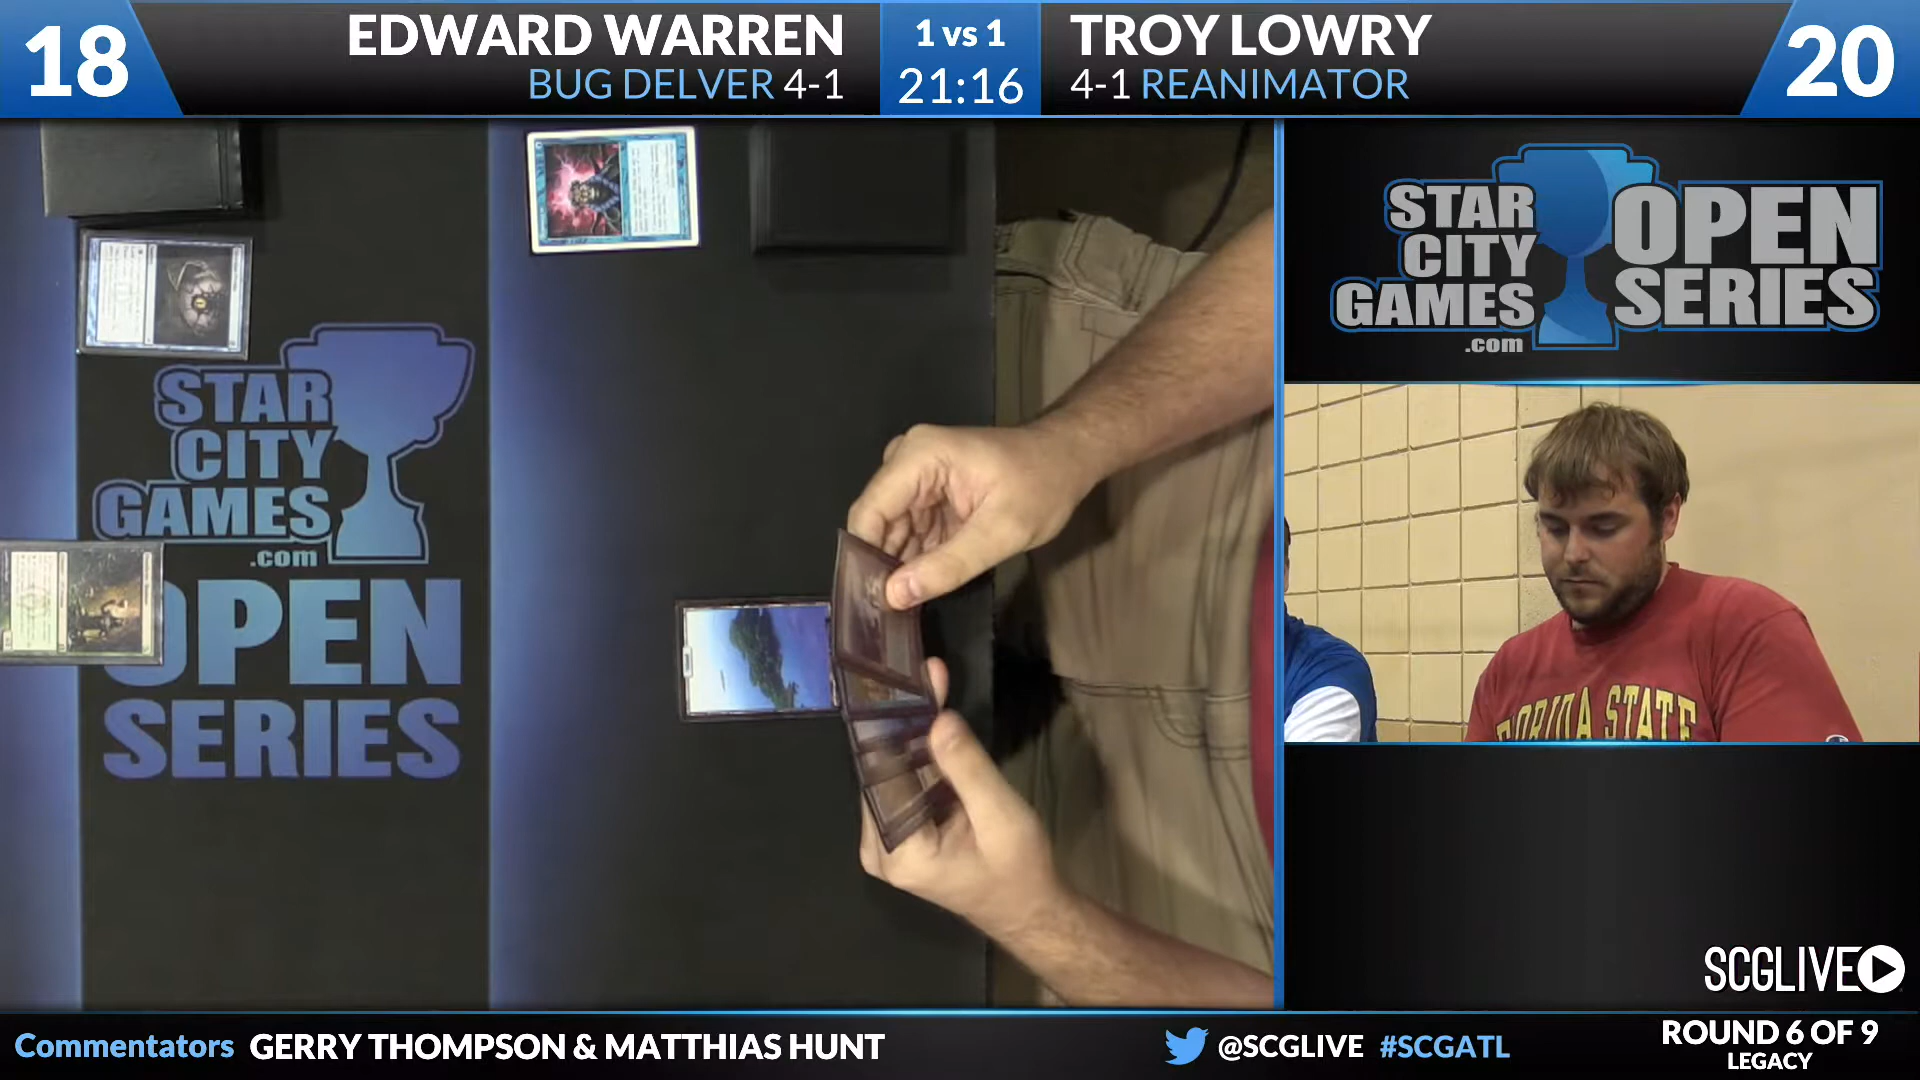 18
EDWARD WARREN
BUG DELVER 4-1
1 vs 1
21:16
TROY LOWRY
4-1 REANIMATOR
20
STAR
CITY
GAMES
.com
OPEN
SERIES
STAR
CITY
GAMES
.com
OPEN
SERIES
FLORIDA STATE
SCGLIVE
Commentators GERRY THOMPSON & MATTHIAS HUNT
@SCGLIVE #SCGATL
ROUND 6 OF 9
LEGACY